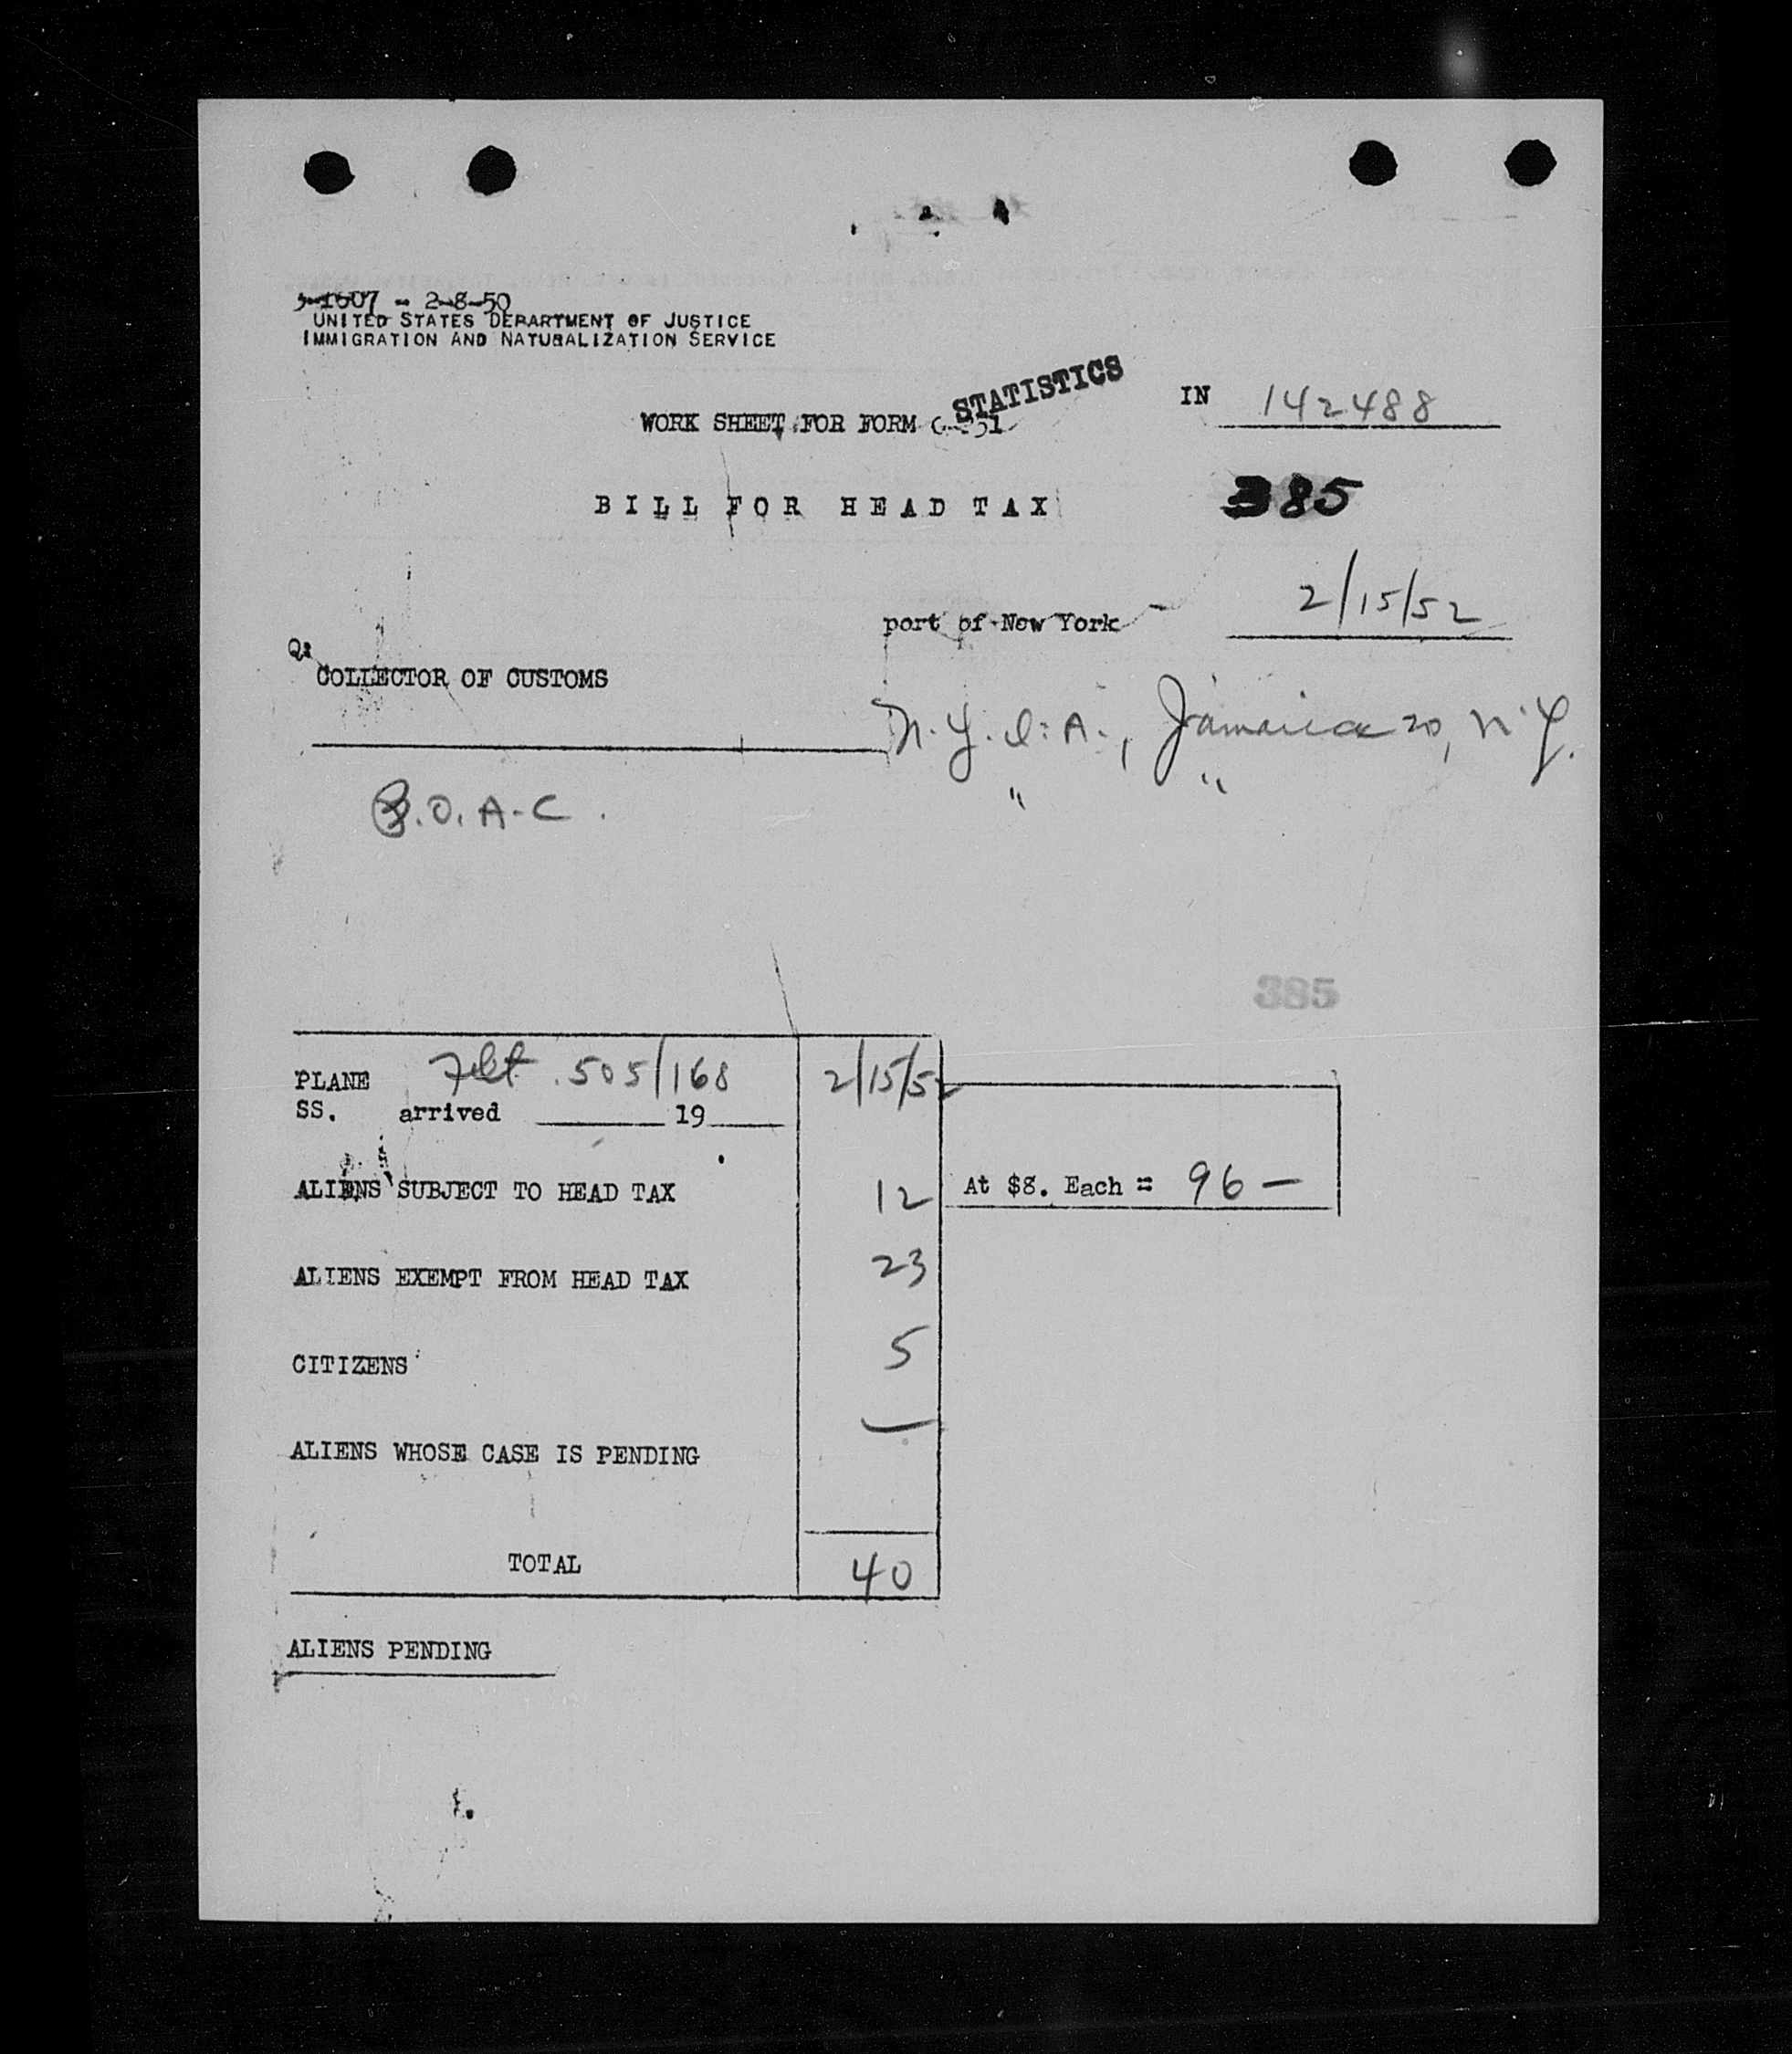 3-1607 - 2-8-50
UNITED STATES DEPARTMENT OF JUSTICE
IMMIGRATION AND NATURALIZATION SERVICE
STATISTICS
IN 142488
WORK SHEET FOR FORM
BILL FOR HEAD TAX
385
port of New York
2/15/52
COLLECTOR OF CUSTOMS
N.Y.I.A., Jamaica 20, N.Y.
" "
B.O.A.C.
385
PLANE Flt. 505/168 2/15/52
SS. arrived 19
ALIENS SUBJECT TO HEAD TAX 12 At $8. Each = 96 —
ALIENS EXEMPT FROM HEAD TAX 23
CITIZENS 5
ALIENS WHOSE CASE IS PENDING —
TOTAL 40
ALIENS PENDING